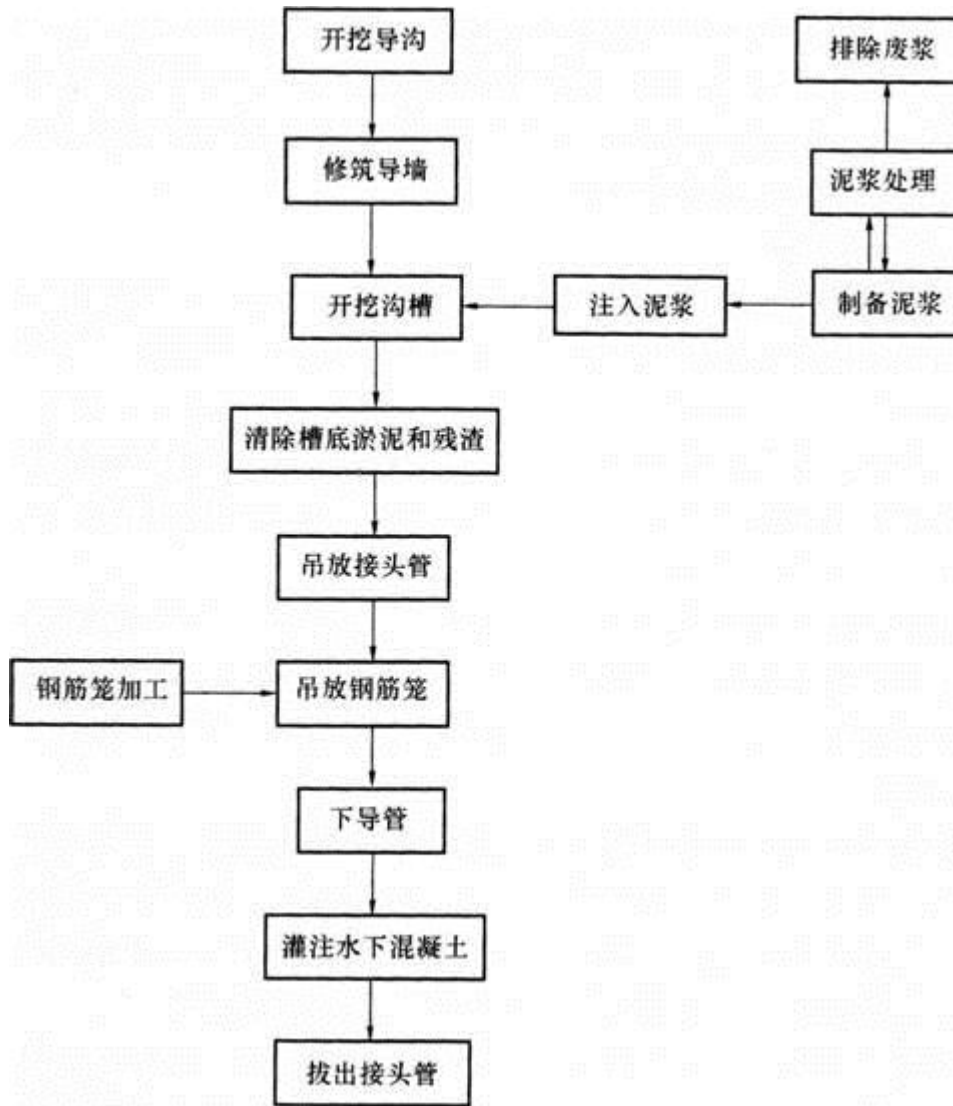 开挖导沟
排除废浆
修筑导墙
泥浆处理
开挖沟槽
注入泥浆
制备泥浆
清除槽底淤泥和残渣
吊放接头管
钢筋笼加工
吊放钢筋笼
下导管
灌注水下混凝土
拔出接头管